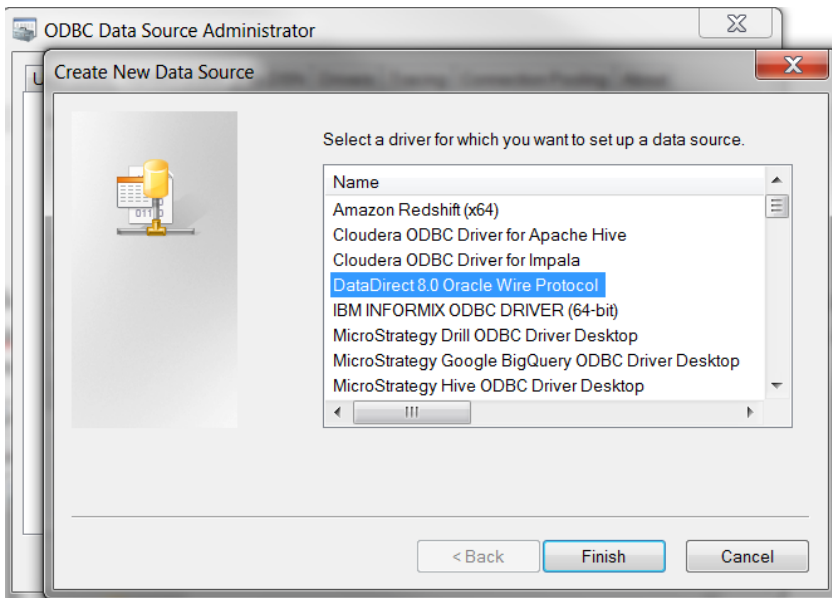 ODBC Data Source Administrator
Create New Data Source
Select a driver for which you want to set up a data source.
Name
Amazon Redshift (x64)
Cloudera ODBC Driver for Apache Hive
Cloudera ODBC Driver for Impala
DataDirect 8.0 Oracle Wire Protocol
IBM INFORMIX ODBC DRIVER (64-bit)
MicroStrategy Drill ODBC Driver Desktop
MicroStrategy Google BigQuery ODBC Driver Desktop
MicroStrategy Hive ODBC Driver Desktop
< Back Finish Cancel